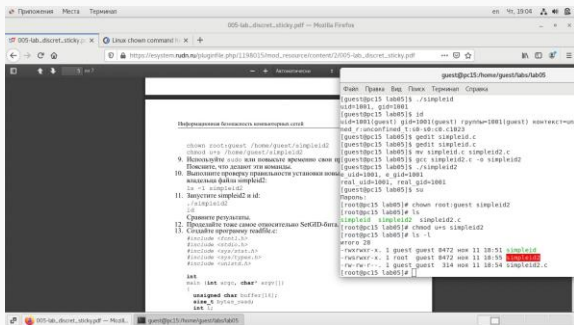 Приложения Места Терминал en Чт, 19:04
005-lab_discret_sticky.pdf — Mozilla Firefox
005-lab_discret_sticky.p × Linux chown command × +
https://esystem.rudn.ru/pluginfile.php/1198015/mod_resource/content/2/005-lab_discret_sticky.pdf
Автоматически
Информационная безопасность компьютерных сетей
chown root:guest /home/guest/simpleid2
chmod u+s /home/guest/simpleid2
9. Используйте sudo или повысьте временно свои
Поясните, что делают эти команды.
10. Выполните проверку правильности установки
владельца файла simpleid2:
ls -l simpleid2
11. Запустите simpleid2 и id:
./simpleid2
id
Сравните результаты.
12. Проделайте тоже самое относительно SetGID-бита.
13. Создайте программу readfile.c:
#include <fcntl.h>
#include <stdio.h>
#include <sys/stat.h>
#include <sys/types.h>
#include <unistd.h>
int
main (int argc, char* argv[])
{
unsigned char buffer[16];
size_t bytes_read;
int i;
guest@pc15:/home/guest/labs/lab05
Файл Правка Вид Поиск Терминал Справка
[guest@pc15 lab05]$ ./simpleid
uid=1001, gid=1001
[guest@pc15 lab05]$ id
uid=1001(guest) gid=1001(guest) группы=1001(guest) контекст=un
ned_r:unconfined_t:s0-s0:c0.c1023
[guest@pc15 lab05]$ gedit simpleid.c
[guest@pc15 lab05]$ gedit simpleid.c
[guest@pc15 lab05]$ mv simpleid.c simpleid2.c
[guest@pc15 lab05]$ gcc simpleid2.c -o simpleid2
[guest@pc15 lab05]$ ./simpleid2
e_uid=1001, e_gid=1001
real_uid=1001, real_gid=1001
[guest@pc15 lab05]$ su
Пароль:
[root@pc15 lab05]# chown root:guest simpleid2
[root@pc15 lab05]# ls
simpleid simpleid2 simpleid2.c
[root@pc15 lab05]# chmod u+s simpleid2
[root@pc15 lab05]# ls -l
итого 28
-rwxrwxr-x. 1 guest guest 8472 ноя 11 18:51 simpleid
-rwsrwxr-x. 1 root guest 8472 ноя 11 18:55 simpleid2
-rw-rw-r--. 1 guest guest 314 ноя 11 18:54 simpleid2.c
[root@pc15 lab05]#
005-lab_discret_sticky.pdf — Mozill... guest@pc15:/home/guest/labs/lab05